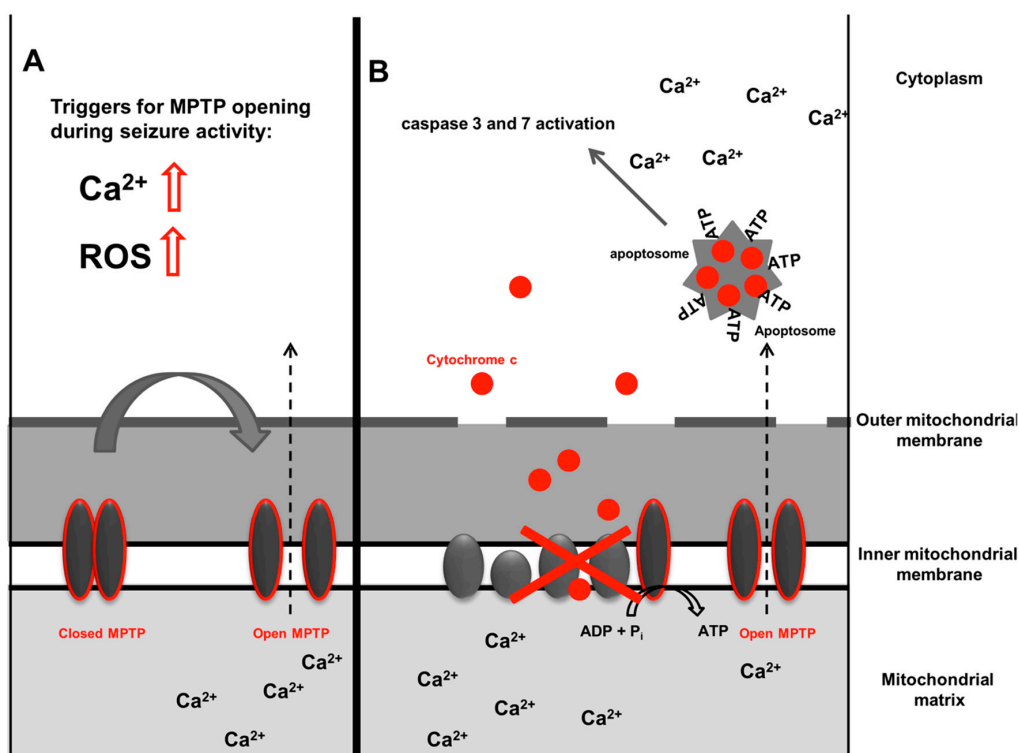 A
Triggers for MPTP opening
during seizure activity:
Ca²⁺
ROS
Closed MPTP
Open MPTP
Ca²⁺
Ca²⁺
Ca²⁺
Ca²⁺
B
Ca²⁺
Ca²⁺
Ca²⁺
caspase 3 and 7 activation
Ca²⁺
Ca²⁺
ATP
ATP
apoptosome
ATP
ATP
ATP
ATP
Apoptosome
Cytochrome c
ADP + Pᵢ
ATP
Open MPTP
Ca²⁺
Ca²⁺
Ca²⁺
Ca²⁺
Ca²⁺
Ca²⁺
Cytoplasm
Outer mitochondrial
membrane
Inner mitochondrial
membrane
Mitochondrial
matrix